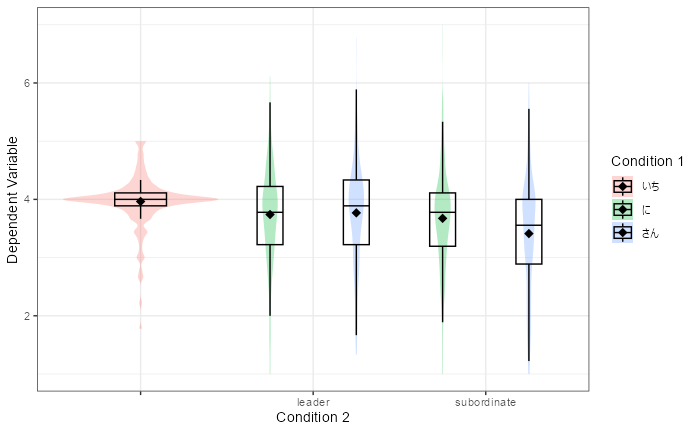 Dependent Variable
6
4
2
leader
subordinate
Condition 2
Condition 1
いち
に
さん